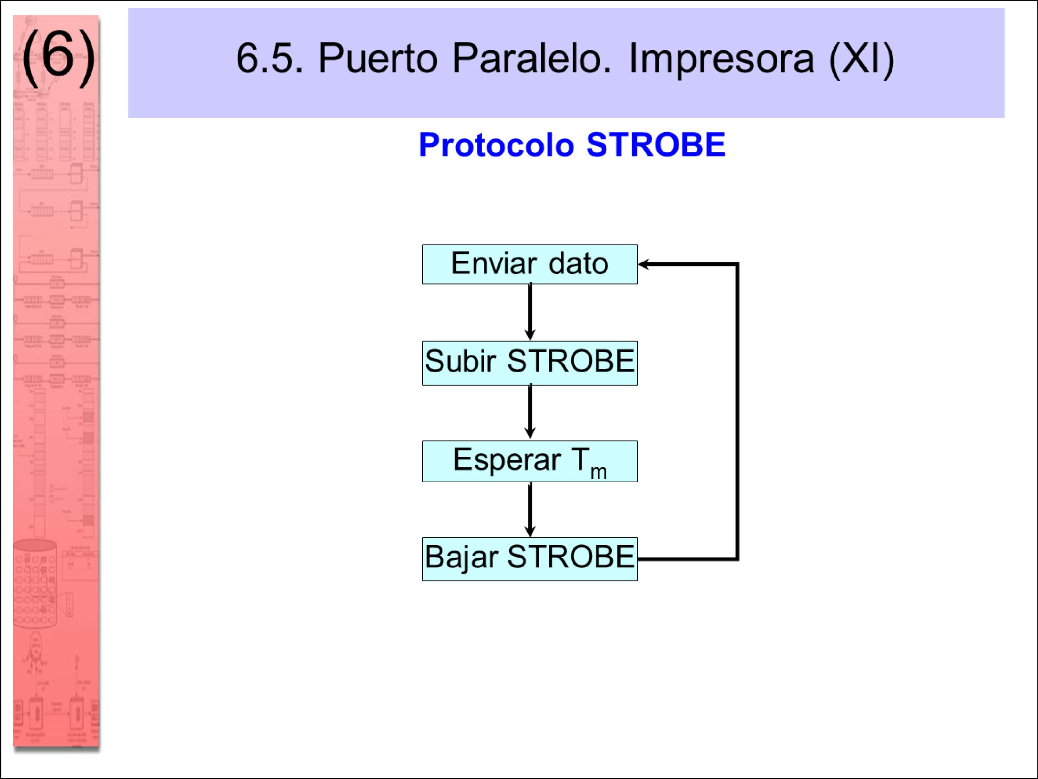 (6)
6.5. Puerto Paralelo. Impresora (XI)
Protocolo STROBE
Enviar dato
Subir STROBE
Esperar Tm
Bajar STROBE